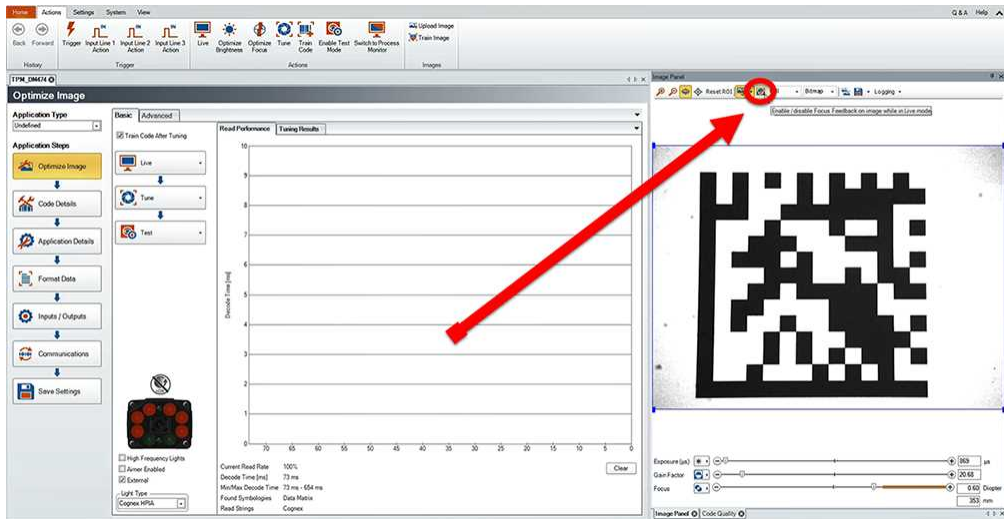 Home Actions Settings System View Q & A Help
Back Forward Trigger Input Line 1 Action Input Line 2 Action Input Line 3 Action Live Optimize Brightness Optimize Focus Tune Train Code Enable Test Mode Switch to Process Monitor Upload Image
Train Image
History Trigger Actions Images
TPM_DM474
Optimize Image
Application Type
Undefined
Application Steps
Optimize Image
Code Details
Application Details
Format Data
Inputs / Outputs
Communications
Save Settings
Basic Advanced
Train Code After Tuning
Live
Tune
Test
High Frequency Lights
Aimer Enabled
External
Light Type
Cognex HPIA
Read Performance Tuning Results
Decode Time [ms]
10
9
8
7
6
5
4
3
2
1
0
70 65 60 55 50 45 40 35 30 25 20 15 10 5 0
Current Read Rate 100%
Decode Time [ms] 73 ms
Min/Max Decode Time 73 ms - 654 ms
Found Symbologies Data Matrix
Read Strings Cognex
Clear
Image Panel
Reset ROI Bitmap Logging
Enable / disable Focus Feedback on image while in Live mode
Exposure (µs) 869 µs
Gain Factor 20.68
Focus 0.60 Diopter
353 mm
Image Panel Code Quality